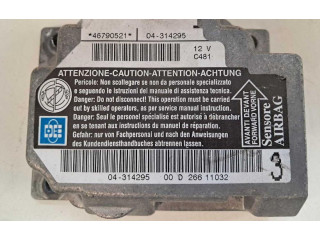 *46790521*
04-314295
12 V
C481
ATTENZIONE-CAUTION-ATTENTION-ACHTUNG
Pericolo: Non scollegare se non da personale specializzato
e seguendo le Istruzioni del manuale di assistenza tecnica.
Danger: Do not disconnect! This operation must be carried
out by skilled operators, as per service manual instruct.
Danger: Seul le personel spécialisé est autorisé à débrancher
en se tenant aux instructions du manuel de réparation.
Gefahr: nur von Fachpersonal und nach den Anweisungen
des Kundendiensthandbuches abtrennen lassen.
AVANTI-DEVANT
FORWARD-VORNE
Sensore
AIRBAG
3
04-314295
00 D 266 11032